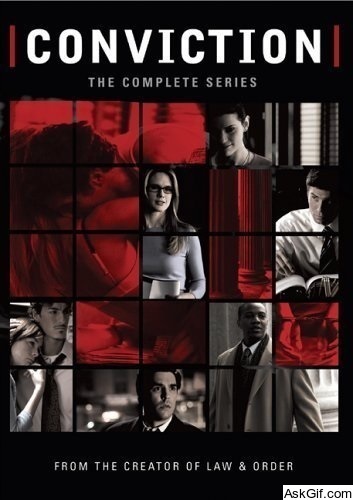 CONVICTION
THE COMPLETE SERIES
FROM THE CREATOR OF LAW & ORDER
AskGif.com